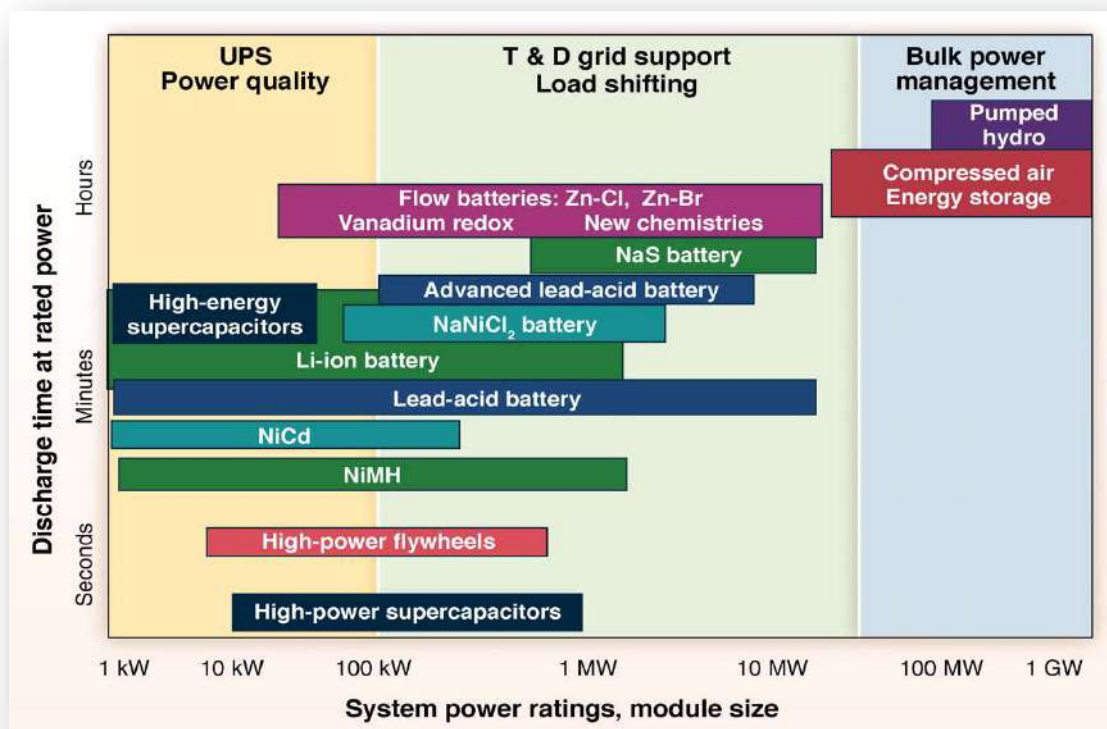 UPS
Power quality
T & D grid support
Load shifting
Bulk power
management
Pumped
hydro
Compressed air
Energy storage
Flow batteries: Zn-Cl, Zn-Br
Vanadium redox New chemistries
NaS battery
Advanced lead-acid battery
High-energy
supercapacitors
NaNiCl₂ battery
Li-ion battery
Lead-acid battery
NiCd
NiMH
High-power flywheels
High-power supercapacitors
Discharge time at rated power
Hours
Minutes
Seconds
1 kW 10 kW 100 kW 1 MW 10 MW 100 MW 1 GW
System power ratings, module size